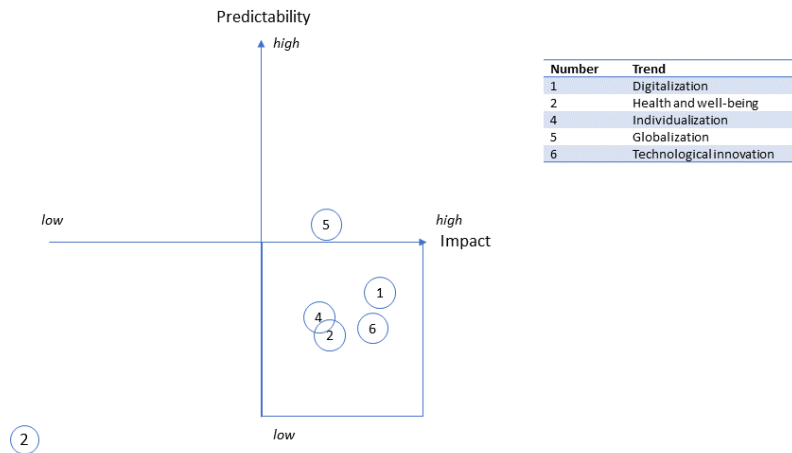 Predictability
high
Number Trend
1 Digitalization
2 Health and well-being
4 Individualization
5 Globalization
6 Technological innovation
low
5
high
Impact
1
4
6
2
low
2